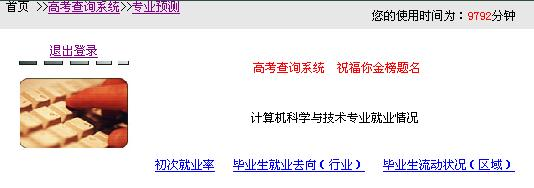 首页 >>高考查询系统>>专业预测
您的使用时间为：9792分钟
退出登录
高考查询系统 祝福你金榜题名
计算机科学与技术专业就业情况
初次就业率 毕业生就业去向（行业） 毕业生流动状况（区域）